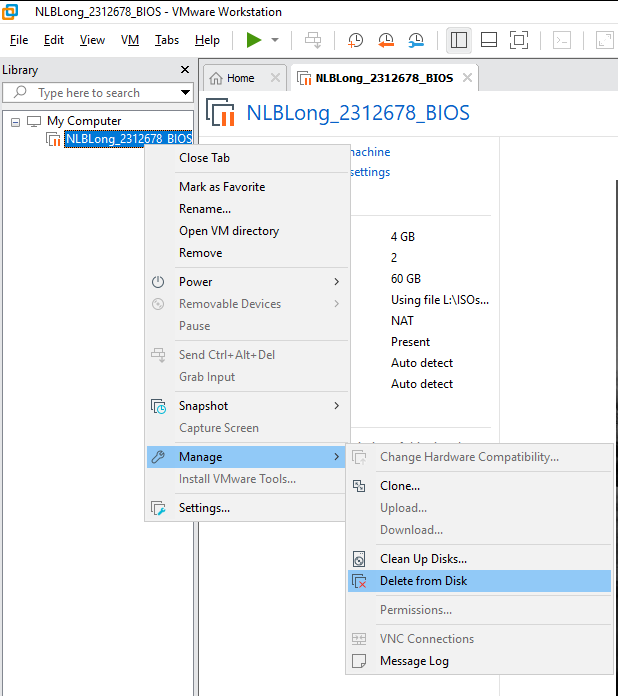 NLBLong_2312678_BIOS - VMware Workstation
File Edit View VM Tabs Help
Library
Type here to search
My Computer
NLBLong_2312678_BIOS
Home
NLBLong_2312678_BIOS
NLBLong_2312678_BIOS
machine
settings
4 GB
2
60 GB
Using file L:\ISOs...
NAT
Present
Auto detect
Auto detect
Close Tab
Mark as Favorite
Rename...
Open VM directory
Remove
Power
Removable Devices
Pause
Send Ctrl+Alt+Del
Grab Input
Snapshot
Capture Screen
Manage
Install VMware Tools...
Settings...
Change Hardware Compatibility...
Clone...
Upload...
Download...
Clean Up Disks...
Delete from Disk
Permissions...
VNC Connections
Message Log